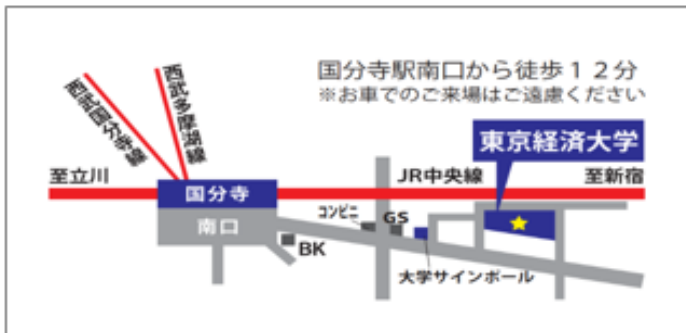 国分寺駅南口から徒歩１２分
※お車でのご来場はご遠慮ください
西武国分寺線
西武多摩湖線
東京経済大学
至立川
国分寺
JR中央線
至新宿
南口
コンビニ
GS
BK
大学サインポール